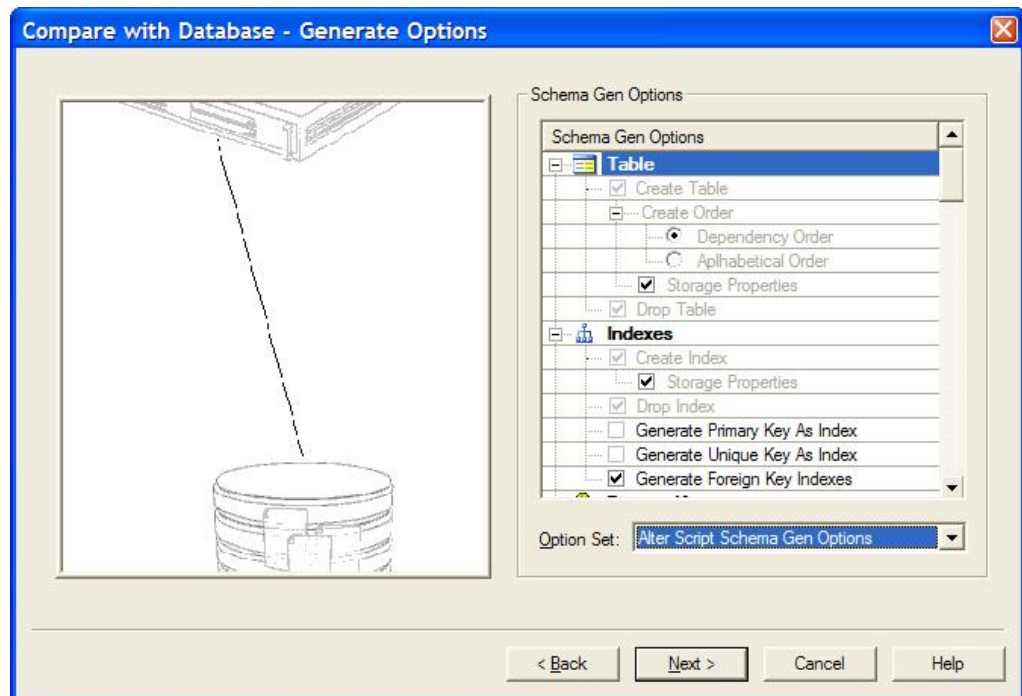 Compare with Database - Generate Options
Schema Gen Options
Schema Gen Options
Table
Create Table
Create Order
Dependency Order
Aplhabetical Order
Storage Properties
Drop Table
Indexes
Create Index
Storage Properties
Drop Index
Generate Primary Key As Index
Generate Unique Key As Index
Generate Foreign Key Indexes
Option Set: Alter Script Schema Gen Options
< Back Next > Cancel Help